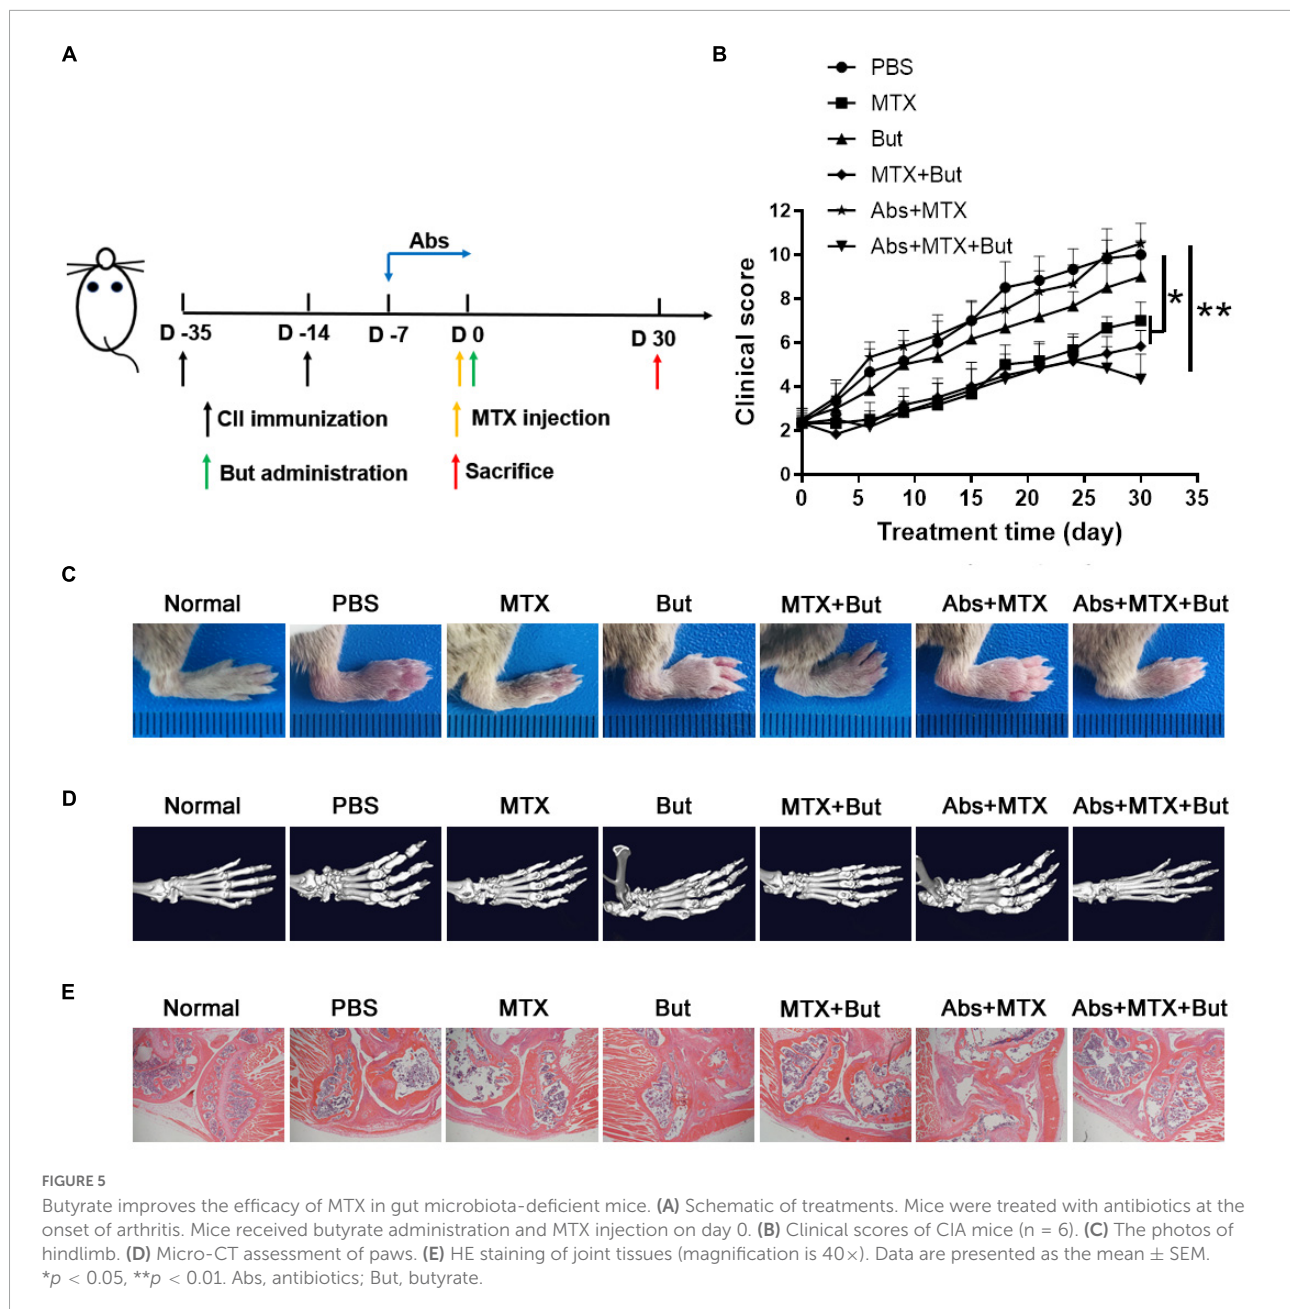 A
Abs
D -35
D -14
D -7
D 0
D 30
CII immunization
MTX injection
But administration
Sacrifice
B
PBS
MTX
But
MTX+But
Abs+MTX
Abs+MTX+But
Clinical score
12
10
8
6
4
2
0
0 5 10 15 20 25 30 35
Treatment time (day)
*
**
C
Normal PBS MTX But MTX+But Abs+MTX Abs+MTX+But
D
Normal PBS MTX But MTX+But Abs+MTX Abs+MTX+But
E
Normal PBS MTX But MTX+But Abs+MTX Abs+MTX+But
FIGURE 5
Butyrate improves the efficacy of MTX in gut microbiota-deficient mice. (A) Schematic of treatments. Mice were treated with antibiotics at the
onset of arthritis. Mice received butyrate administration and MTX injection on day 0. (B) Clinical scores of CIA mice (n = 6). (C) The photos of
hindlimb. (D) Micro-CT assessment of paws. (E) HE staining of joint tissues (magnification is 40×). Data are presented as the mean ± SEM.
*p < 0.05, **p < 0.01. Abs, antibiotics; But, butyrate.